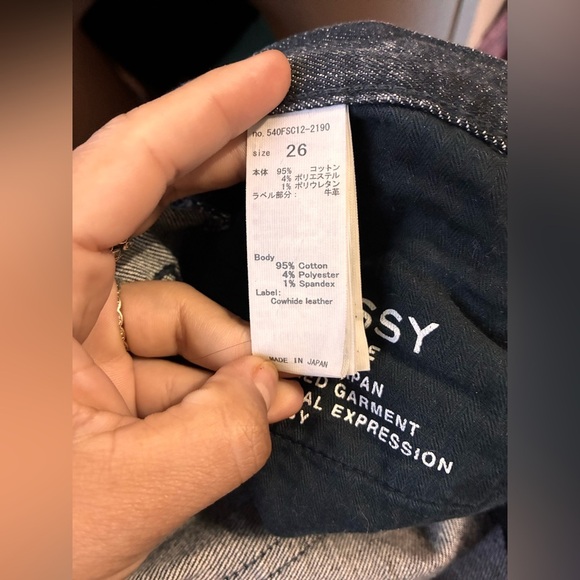 no. 540FSC12-2190
size 26
本体 95% コットン
4% ポリエステル
1% ポリウレタン
ラベル部分: 牛革
Body
95% Cotton
4% Polyester
1% Spandex
Label:
Cowhide leather
MADE IN JAPAN
SSY
E
PAN
ED GARMENT
AL EXPRESSION
Y